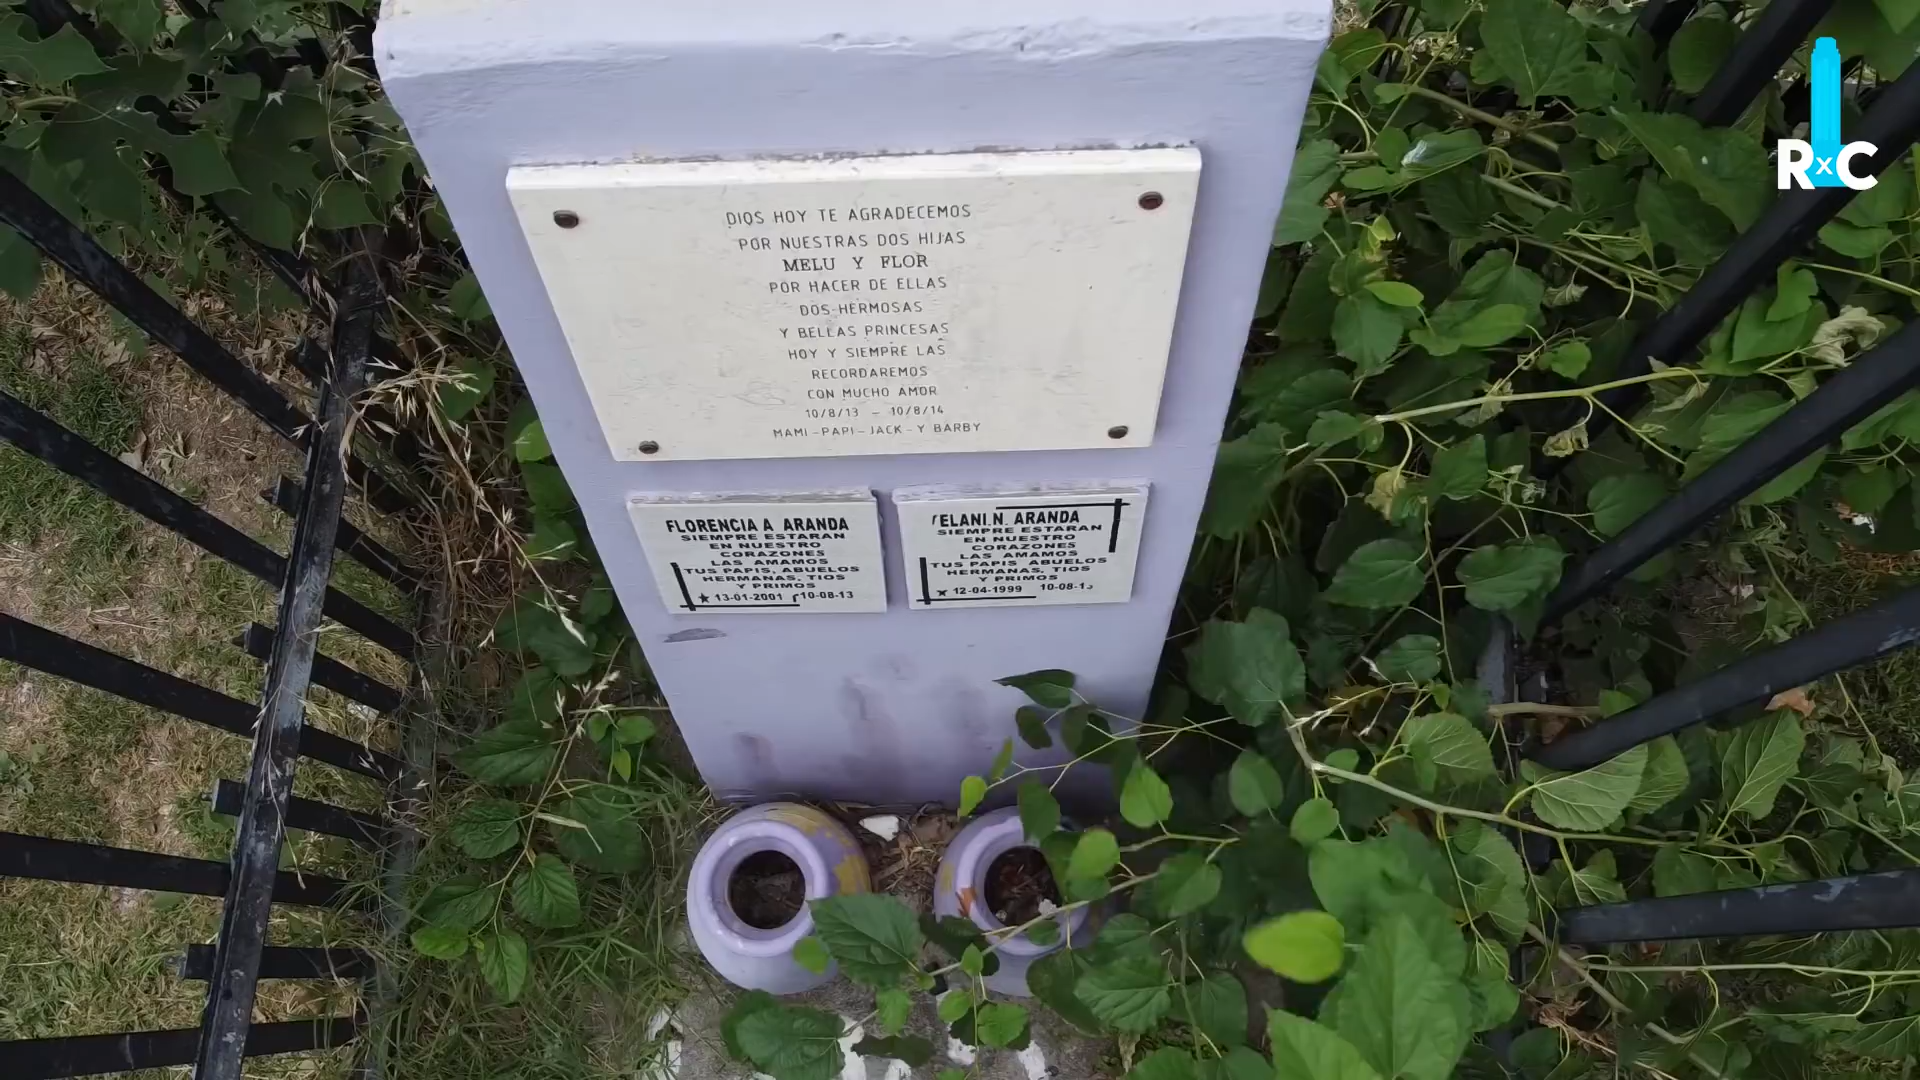 RxC
DIOS HOY TE AGRADECEMOS
POR NUESTRAS DOS HIJAS
MELU Y FLOR
POR HACER DE ELLAS
DOS HERMOSAS
Y BELLAS PRINCESAS
HOY Y SIEMPRE LAS
RECORDAREMOS
CON MUCHO AMOR
10/8/13 - 10/8/14
MAMI-PAPI-JACK-Y BARBY
FLORENCIA A ARANDA
SIEMPRE ESTARAN
EN NUESTRO
CORAZONES
LAS AMAMOS
TUS PAPIS, ABUELOS
HERMANAS, TIOS
Y PRIMOS
13-01-2001 10-08-13
ELANI.N. ARANDA
SIEMPRE ESTARAN
EN NUESTRO
CORAZONES
LAS AMAMOS
TUS PAPIS ABUELOS
HERMANAS, TIOS
Y PRIMOS
12-04-1999